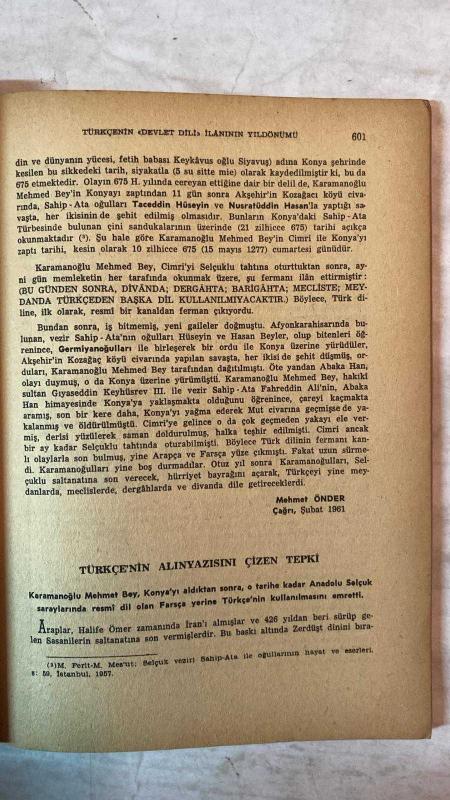 TÜRKÇENİN «DEVLET DİLİ» İLÂNININ YILDÖNÜMÜ 601
din ve dünyanın yücesi, fetih babası Keykâvus oğlu Siyavuş) adına Konya şehrinde
kesilen bu sikkedeki tarih, siyakatla (5 su sitte mie) olarak kaydedilmiştir ki, bu da
675 etmektedir. Olayın 675 H. yılında cereyan ettiğine dair bir delil de, Karamanoğlu
Mehmed Bey'in Konyayı zaptından 11 gün sonra Akşehir'in Kozağacı köyü civa-
rında, Sahip-Ata oğulları Taceddin Hüseyin ve Nusratüddin Hasan'la yaptığı sa-
vaşta, her ikisinin de şehit edilmiş olmasıdır. Bunların Konya'daki Sahip-Ata
Türbesinde bulunan çini sandukalarının üzerinde (21 zilhicce 675) tarihi açıkça
okunmaktadır (³). Şu hale göre Karamanoğlu Mehmed Bey'in Cimri ile Konya'yı
zaptı tarihi, kesin olarak 10 zilhicce 675 (15 mayıs 1277) cumartesi günüdür.
Karamanoğlu Mehmed Bey, Cimri'yi Selçuklu tahtına oturttuktan sonra, ay-
ni gün memleketin her tarafında okunmak üzere, şu fermanı ilân ettirmiştir:
(BU GÜNDEN SONRA, DİVÂNDA; DERGÂHTA; BARİGÂHTA; MECLİSTE; MEY-
DANDA TÜRKÇEDEN BAŞKA DİL KULLANILMIYACAKTIR.) Böylece, Türk di-
line, ilk olarak, resmî bir kanaldan ferman çıkıyordu.
Bundan sonra, iş bitmemiş, yeni gaileler doğmuştu. Afyonkarahisarında bu-
lunan, vezir Sahip-Ata'nın oğulları Hüseyin ve Hasan Beyler, olup bitenleri öğ-
renince, Germiyanoğulları ile birleşerek bir ordu ile Konya üzerine yürüdüler,
Akşehir'in Kozağaç köyü civarında yapılan savaşta, her ikisi de şehit düşmüş, or-
duları, Karamanoğlu Mehmed Bey tarafından dağıtılmıştı. Öte yandan Abaka Han,
olayı duymuş, o da Konya üzerine yürümüştü. Karamanoğlu Mehmed Bey, hakikî
sultan Gıyaseddin Keyhüsrev III. ile vezir Sahip-Ata Fahreddin Ali'nin, Abaka
Han himayesinde Konya'ya yaklaşmakta olduğunu öğrenince, çareyi kaçmakta
aramış, son bir kere daha, Konya'yı yağma ederek Mut civarına geçmişse de ya-
kalanmış ve öldürülmüştü. Cimri'ye gelince o da çok geçmeden yakayı ele ver-
miş, derisi yüzülerek saman doldurulmuş, halka teşhir edilmişti. Cimri ancak
bir ay kadar Selçuklu tahtında oturabilmişti. Böylece Türk dilinin fermanı kan-
lı olaylarla son bulmuş, yine Arapça ve Farsça yüze çıkmıştı. Fakat uzun sürme-
di. Karamanoğulları yine boş durmadılar. Otuz yıl sonra Karamanoğulları, Sel-
çuklu saltanatına son verecek, hürriyet bayrağını açarak, Türkçeyi yine mey-
danlarda, meclislerde, dergâhlarda ve divanda dile getireceklerdi.
Mehmet ÖNDER
Çağrı, Şubat 1961
TÜRKÇE'NİN ALINYAZISINI ÇİZEN TEPKİ
Karamanoğlu Mehmet Bey, Konya'yı aldıktan sonra, o tarihe kadar Anadolu Selçuk
saraylarında resmî dil olan Farsça yerine Türkçe'nin kullanılmasını emretti.
Araplar, Halife Ömer zamanında İran'ı almışlar ve 426 yıldan beri sürüp ge-
len Sasanilerin saltanatına son vermişlerdir. Bu baskı altında Zerdüşt dinini bıra-
(³)M. Ferit-M. Mes'ut; Selçuk veziri Sahip-Ata ile oğullarının hayat ve eserleri,
s: 59, İstanbul, 1957.